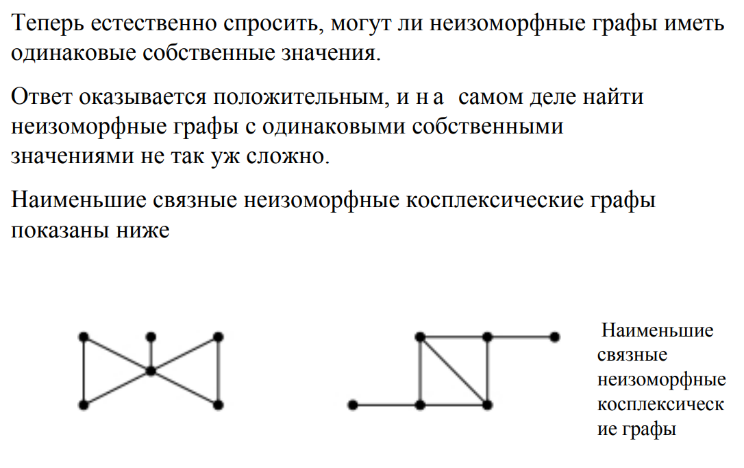 Теперь естественно спросить, могут ли неизоморфные графы иметь
одинаковые собственные значения.
Ответ оказывается положительным, и н а самом деле найти
неизоморфные графы с одинаковыми собственными
значениями не так уж сложно.
Наименьшие связные неизоморфные косплексические графы
показаны ниже
Наименьшие
связные
неизоморфные
косплексическ
ие графы